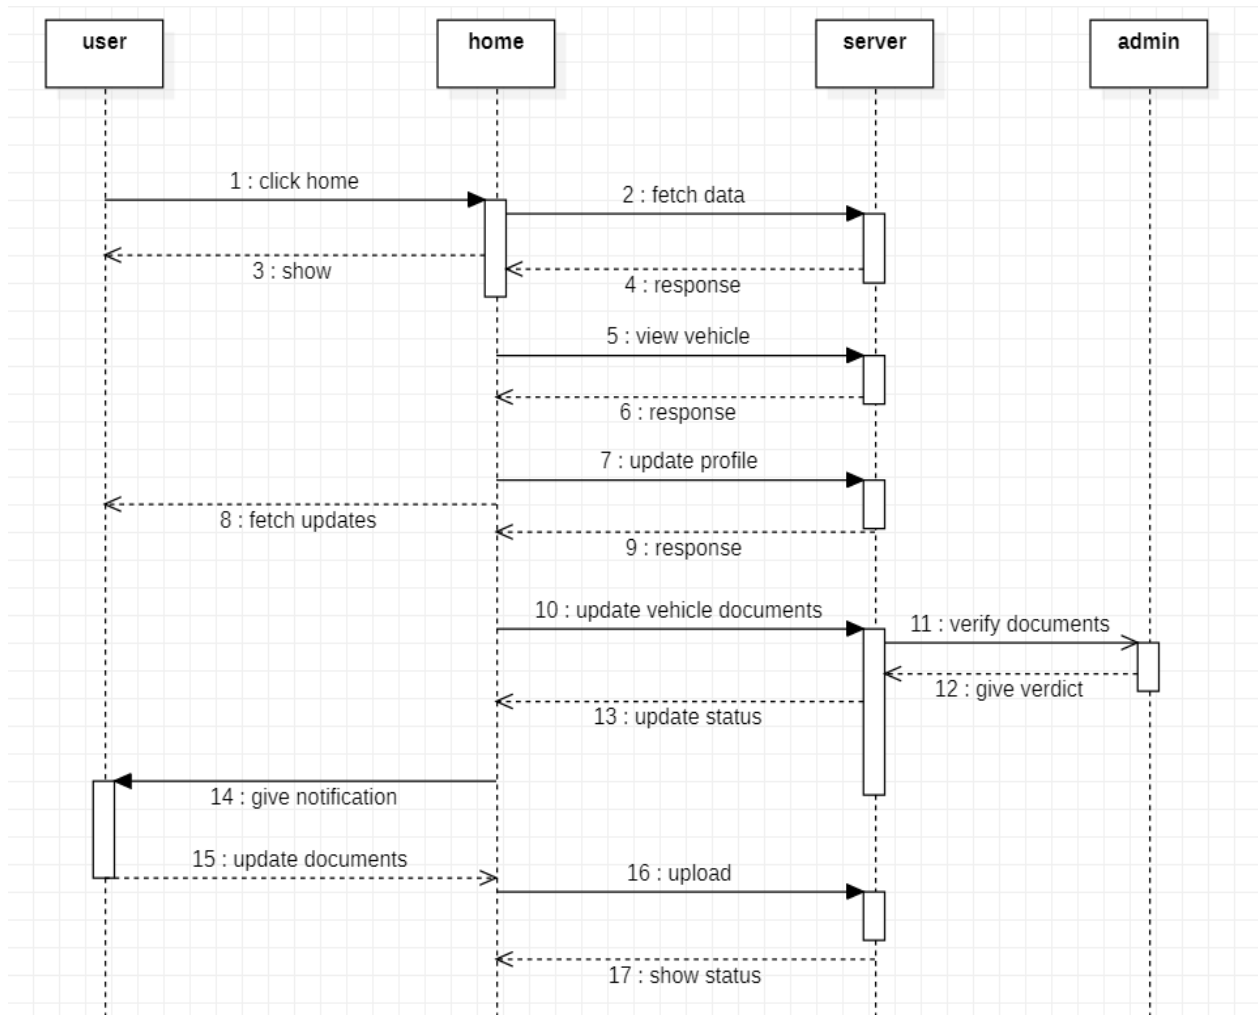 user
home
server
admin
1 : click home
2 : fetch data
3 : show
4 : response
5 : view vehicle
6 : response
7 : update profile
8 : fetch updates
9 : response
10 : update vehicle documents
11 : verify documents
12 : give verdict
13 : update status
14 : give notification
15 : update documents
16 : upload
17 : show status